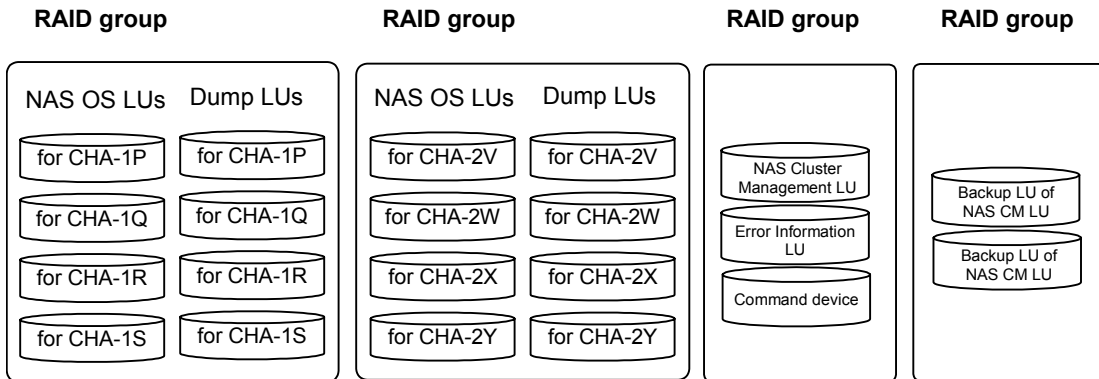 RAID group
RAID group
RAID group
RAID group
NAS OS LUs
Dump LUs
for CHA-1P
for CHA-1P
for CHA-1Q
for CHA-1Q
for CHA-1R
for CHA-1R
for CHA-1S
for CHA-1S
NAS OS LUs
Dump LUs
for CHA-2V
for CHA-2V
for CHA-2W
for CHA-2W
for CHA-2X
for CHA-2X
for CHA-2Y
for CHA-2Y
NAS Cluster
Management LU
Error Information
LU
Command device
Backup LU of
NAS CM LU
Backup LU of
NAS CM LU